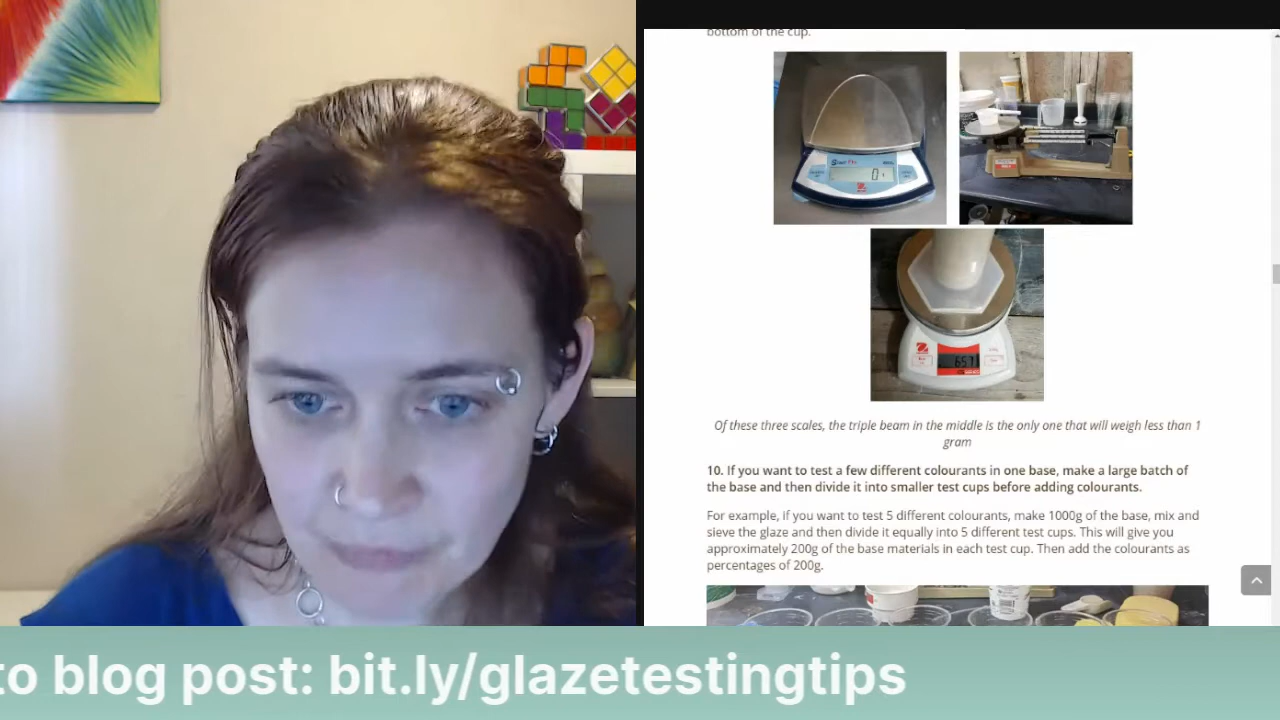 bottom of the cup.
Of these three scales, the triple beam in the middle is the only one that will weigh less than 1
gram
10. If you want to test a few different colourants in one base, make a large batch of
the base and then divide it into smaller test cups before adding colourants.
For example, if you want to test 5 different colourants, make 1000g of the base, mix and
sieve the glaze and then divide it equally into 5 different test cups. This will give you
approximately 200g of the base materials in each test cup. Then add the colourants as
percentages of 200g.
to blog post: bit.ly/glazetestingtips